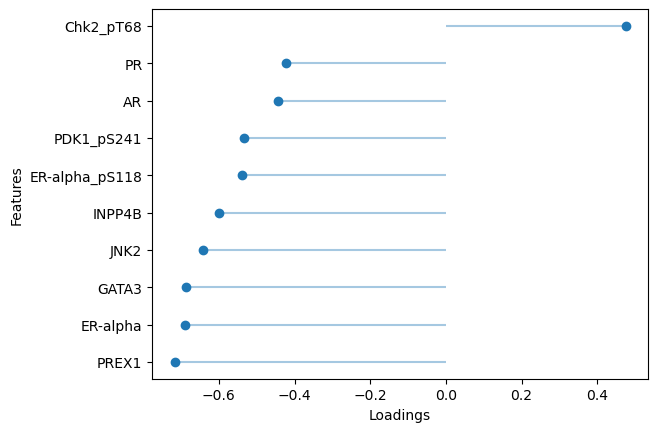 Chk2_pT68
PR
AR
PDK1_pS241
ER-alpha_pS118
INPP4B
JNK2
GATA3
ER-alpha
PREX1
Features
−0.6 −0.4 −0.2 0.0 0.2 0.4
Loadings